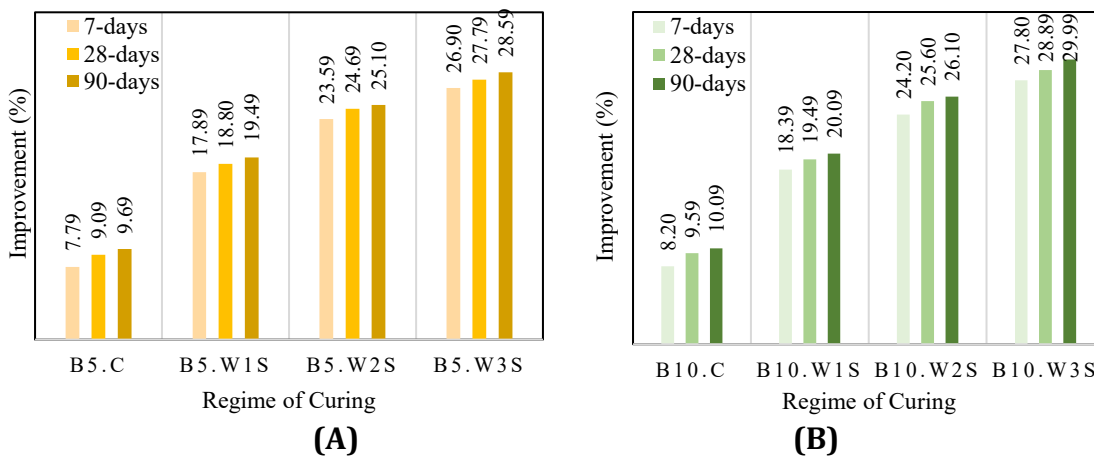 7-days
28-days
90-days
Improvement (%)
7.79
9.09
9.69
17.89
18.80
19.49
23.59
24.69
25.10
26.90
27.79
28.59
B5.C
B5.W1S
B5.W2S
B5.W3S
Regime of Curing
(A)
7-days
28-days
90-days
Improvement (%)
8.20
9.59
10.09
18.39
19.49
20.09
24.20
25.60
26.10
27.80
28.89
29.99
B10.C
B10.W1S
B10.W2S
B10.W3S
Regime of Curing
(B)